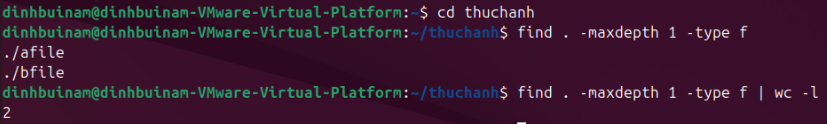 dinhbuinam@dinhbuinam-VMware-Virtual-Platform:~$ cd thuchanh
dinhbuinam@dinhbuinam-VMware-Virtual-Platform:~/thuchanh$ find . -maxdepth 1 -type f
./afile
./bfile
dinhbuinam@dinhbuinam-VMware-Virtual-Platform:~/thuchanh$ find . -maxdepth 1 -type f | wc -l
2